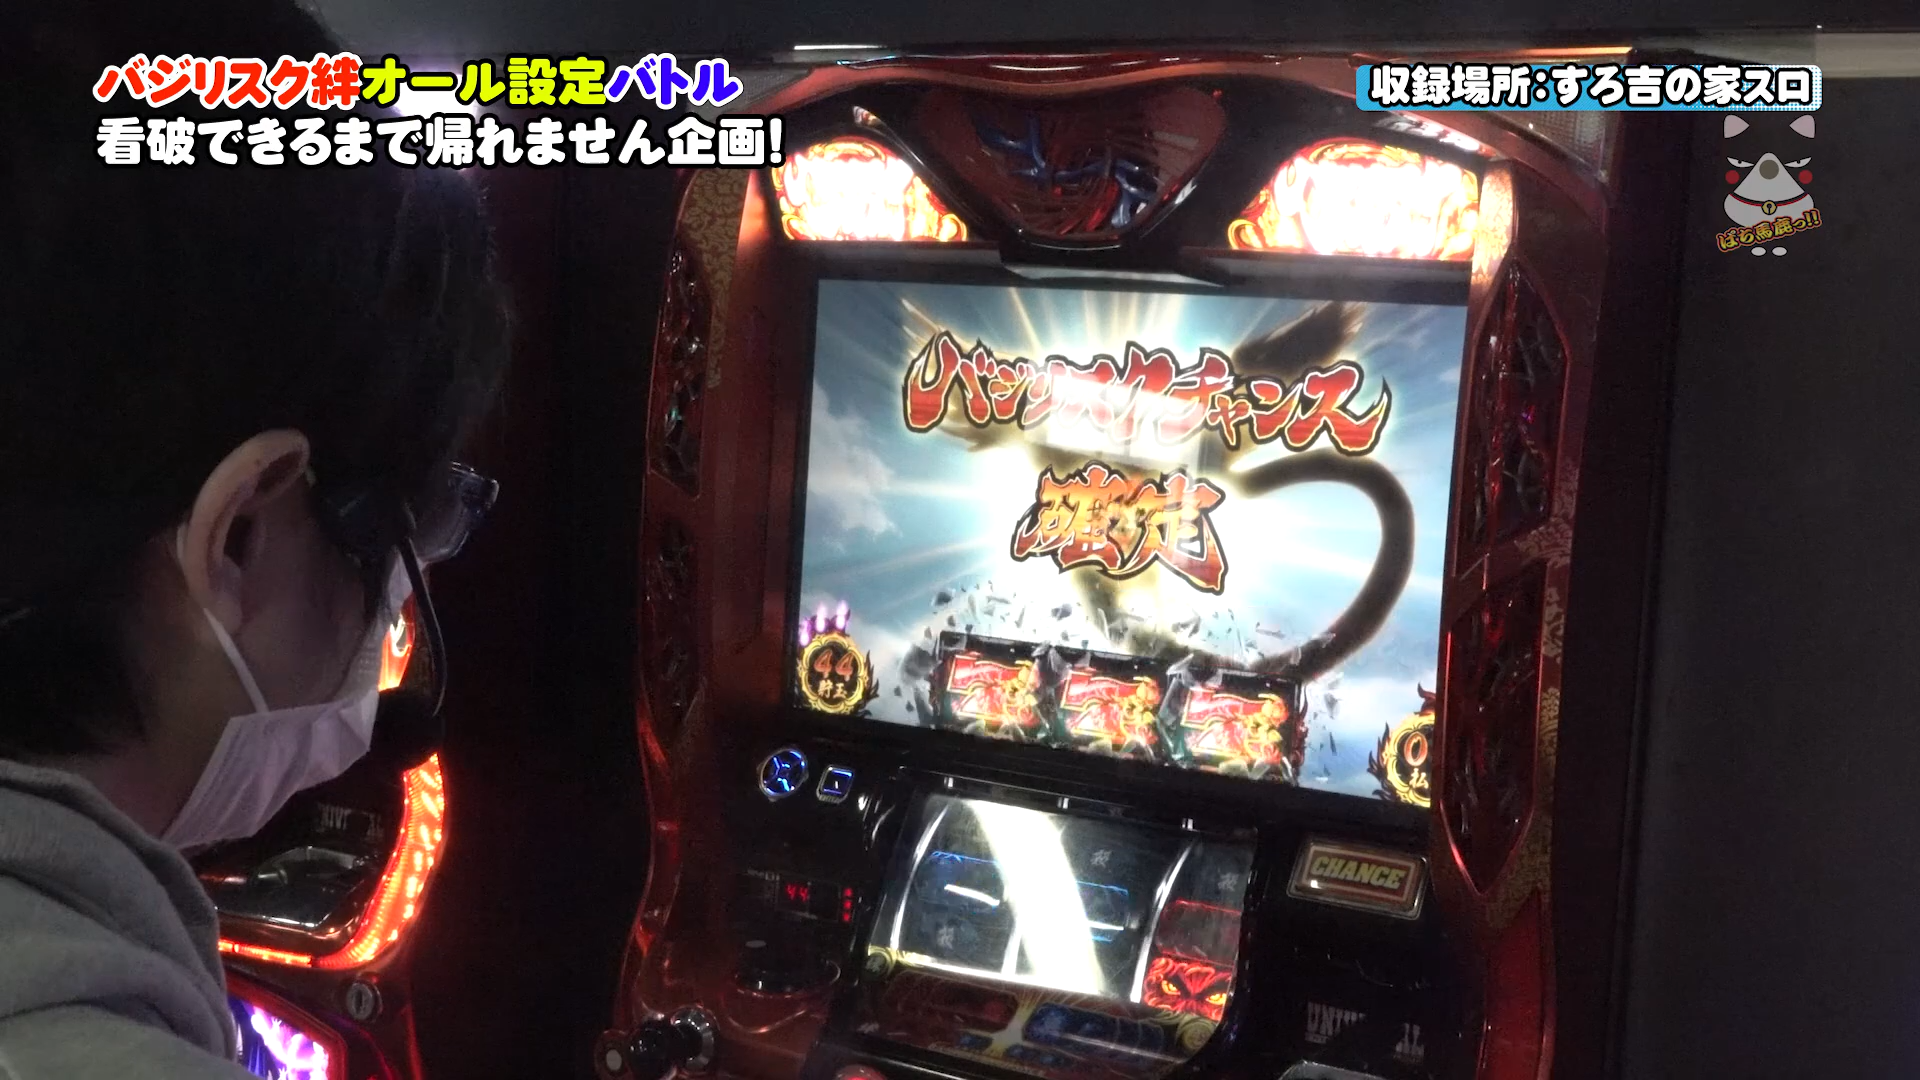 バジリスク絆オール設定バトル
看破できるまで帰れません企画!
収録場所:すろ吉の家スロ
ぱち馬鹿っ!!
バジリスクチャンス
確定
44
貯玉
0
払
44
CHANCE